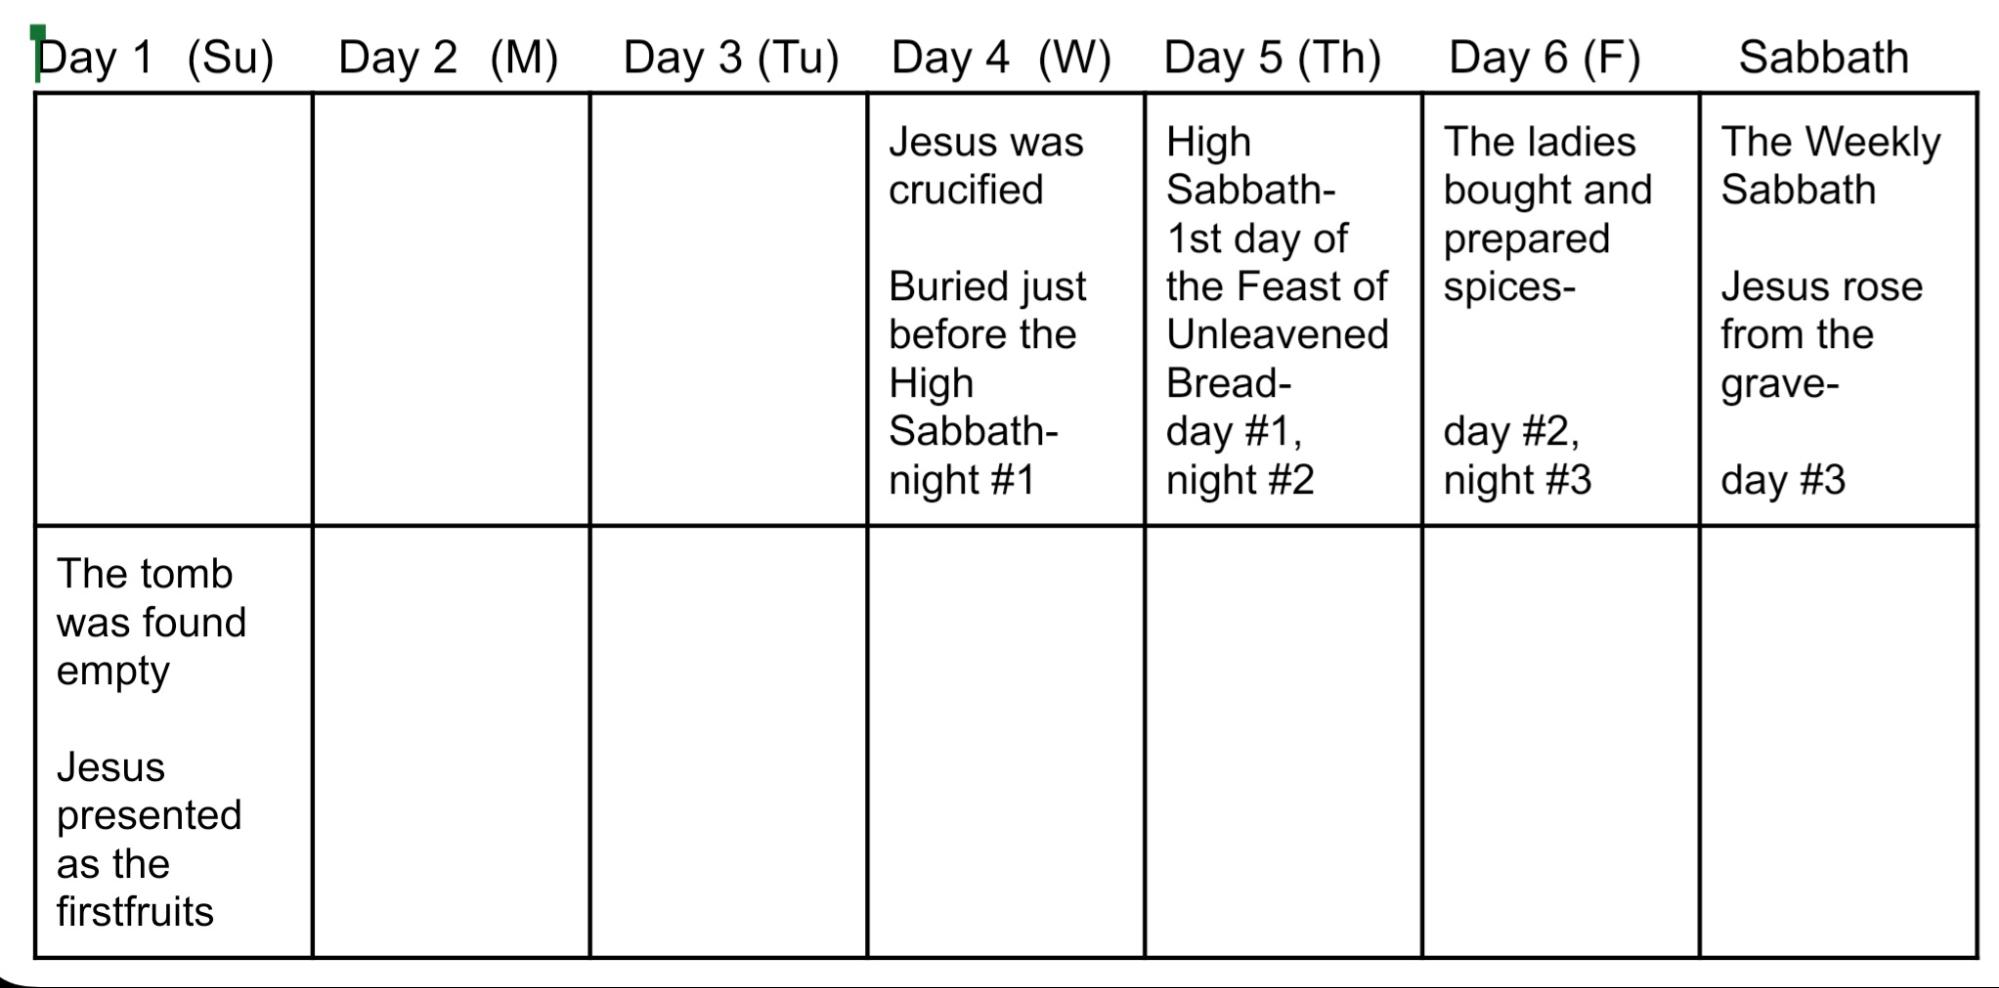 Day 1 (Su) Day 2 (M) Day 3 (Tu) Day 4 (W) Day 5 (Th) Day 6 (F) Sabbath
Jesus was
crucified
Buried just
before the
High
Sabbath-
night #1
High
Sabbath-
1st day of
the Feast of
Unleavened
Bread-
day #1,
night #2
The ladies
bought and
prepared
spices-
day #2,
night #3
The Weekly
Sabbath
Jesus rose
from the
grave-
day #3
The tomb
was found
empty
Jesus
presented
as the
firstfruits